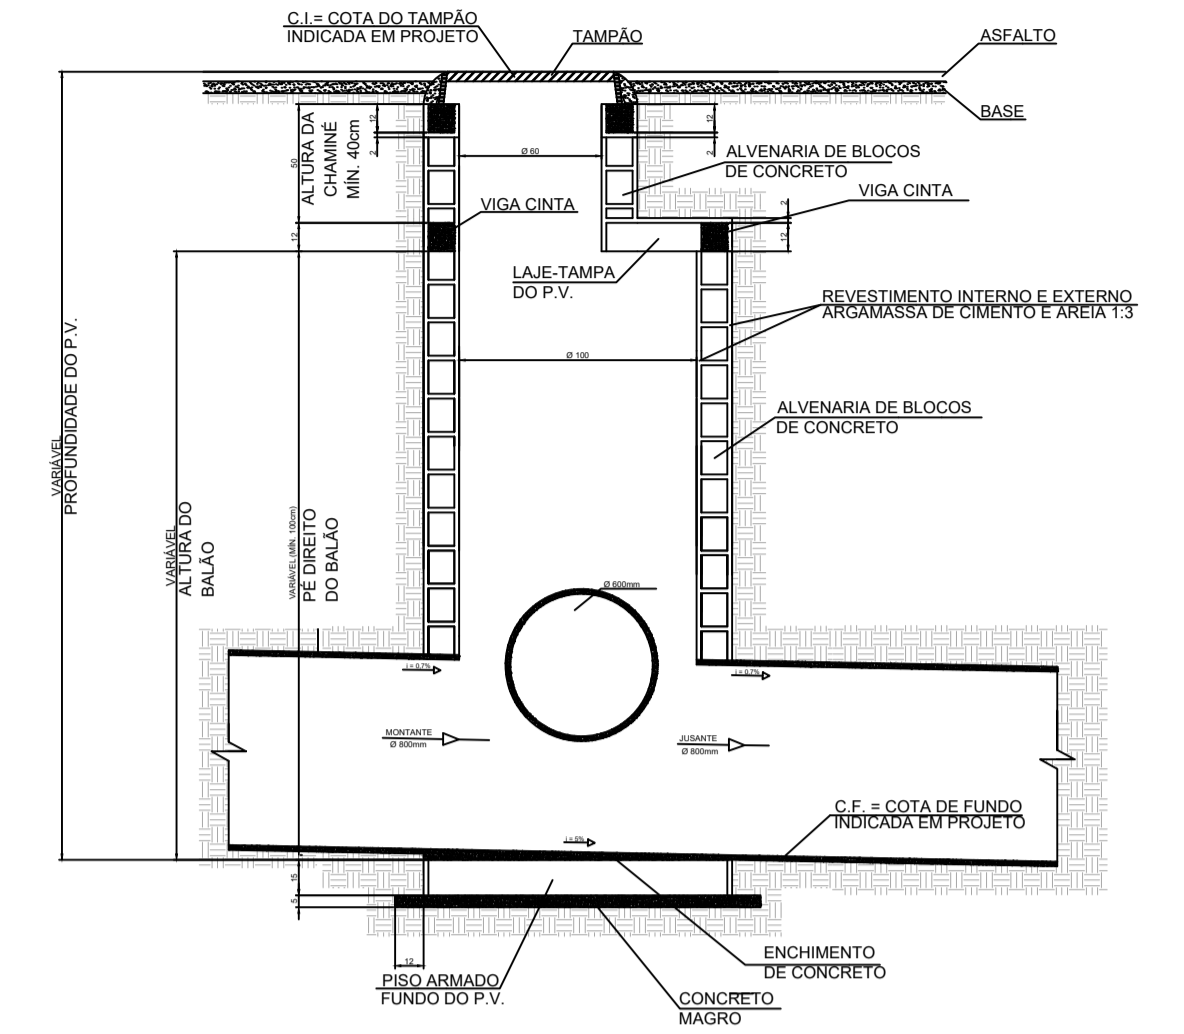 C.I.= COTA DO TAMPÃO
INDICADA EM PROJETO
TAMPÃO
ASFALTO
BASE
ALTURA DA
CHAMINÉ
MÍN. 40cm
50
12
2
12
Ø 60
12
2
ALVENARIA DE BLOCOS
DE CONCRETO
VIGA CINTA
VIGA CINTA
2
12
LAJE-TAMPA
DO P.V.
REVESTIMENTO INTERNO E EXTERNO
ARGAMASSA DE CIMENTO E AREIA 1:3
Ø 100
ALVENARIA DE BLOCOS
DE CONCRETO
VARIÁVEL
PROFUNDIDADE DO P.V.
VARIÁVEL
ALTURA DO
BALÃO
VARIÁVEL (MÍN. 100cm)
PÉ DIREITO
DO BALÃO
Ø 600mm
i = 0,7%
i = 0,7%
MONTANTE
Ø 800mm
JUSANTE
Ø 800mm
C.F. = COTA DE FUNDO
INDICADA EM PROJETO
i = 5%
15
5
12
PISO ARMADO
FUNDO DO P.V.
ENCHIMENTO
DE CONCRETO
CONCRETO
MAGRO